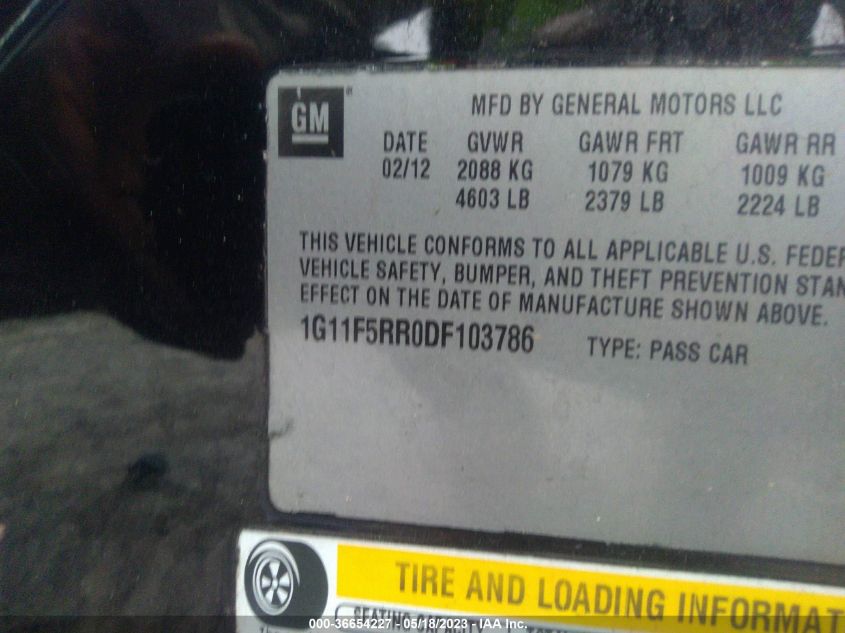 GM
MFD BY GENERAL MOTORS LLC
DATE GVWR GAWR FRT GAWR RR
02/12 2088 KG 1079 KG 1009 KG
4603 LB 2379 LB 2224 LB
THIS VEHICLE CONFORMS TO ALL APPLICABLE U.S. FEDER
VEHICLE SAFETY, BUMPER, AND THEFT PREVENTION STAN
EFFECT ON THE DATE OF MANUFACTURE SHOWN ABOVE.
1G11F5RR0DF103786 TYPE: PASS CAR
TIRE AND LOADING INFORMAT
SEATING CAPACITY
000-36654227 - 05/18/2023 - IAA Inc.